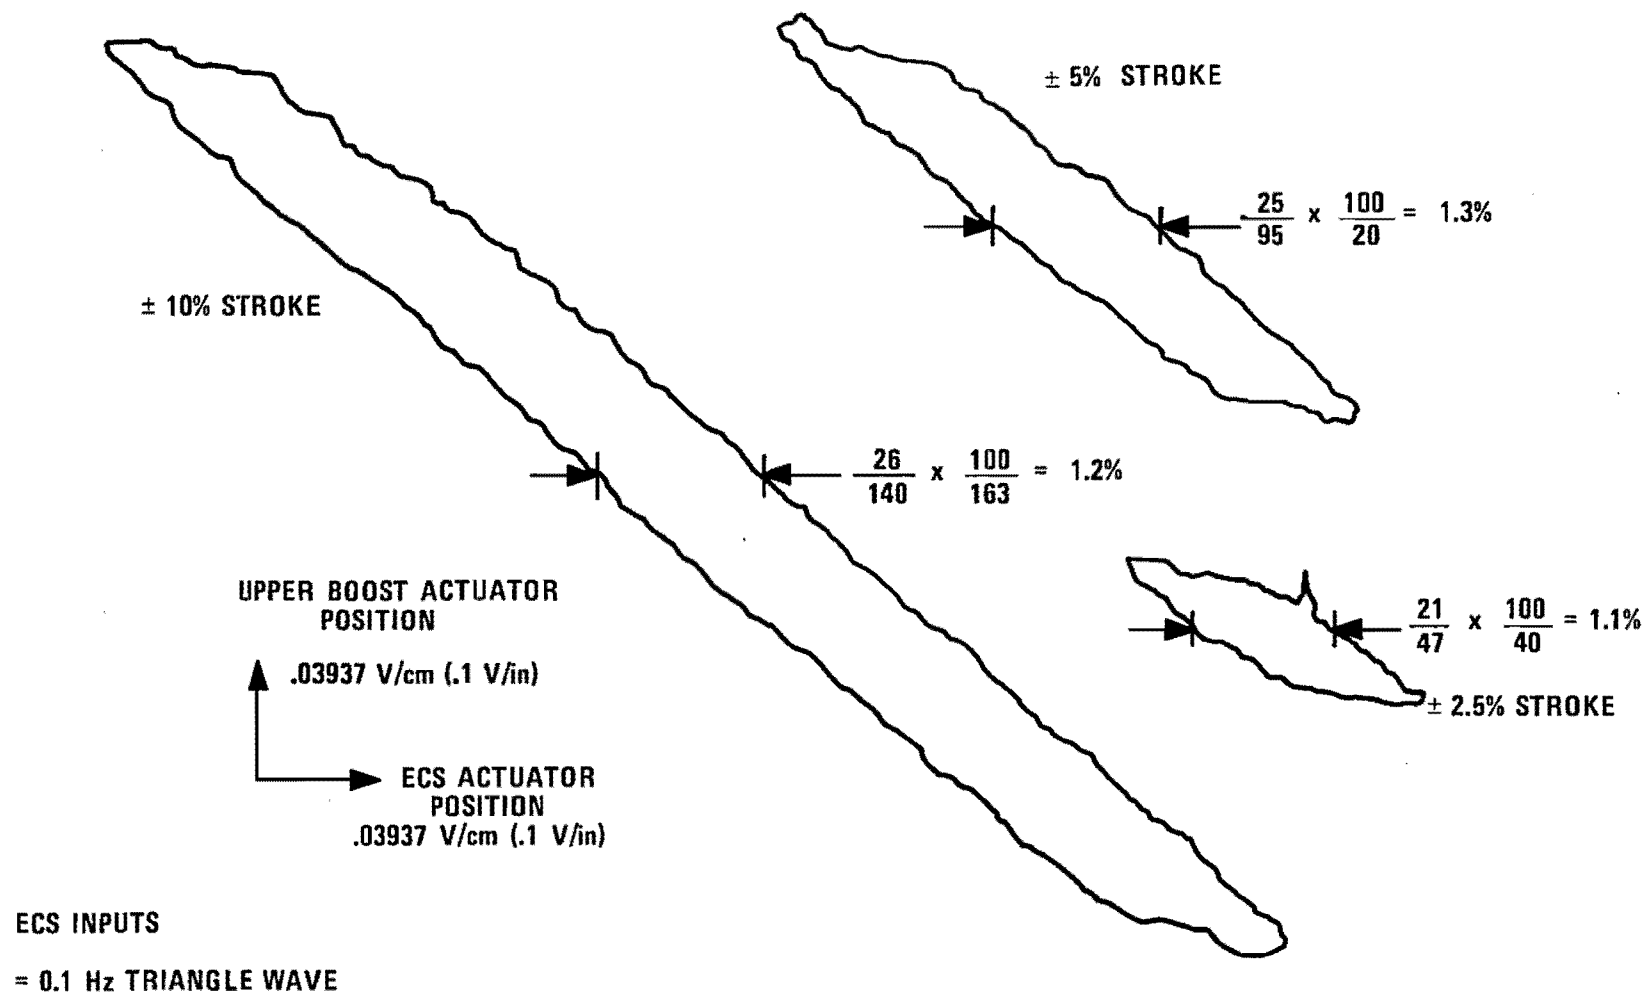 ± 5% STROKE
25/95 x 100/20 = 1.3%
± 10% STROKE
26/140 x 100/163 = 1.2%
UPPER BOOST ACTUATOR
POSITION
.03937 V/cm (.1 V/in)
21/47 x 100/40 = 1.1%
± 2.5% STROKE
ECS ACTUATOR
POSITION
.03937 V/cm (.1 V/in)
ECS INPUTS
= 0.1 Hz TRIANGLE WAVE